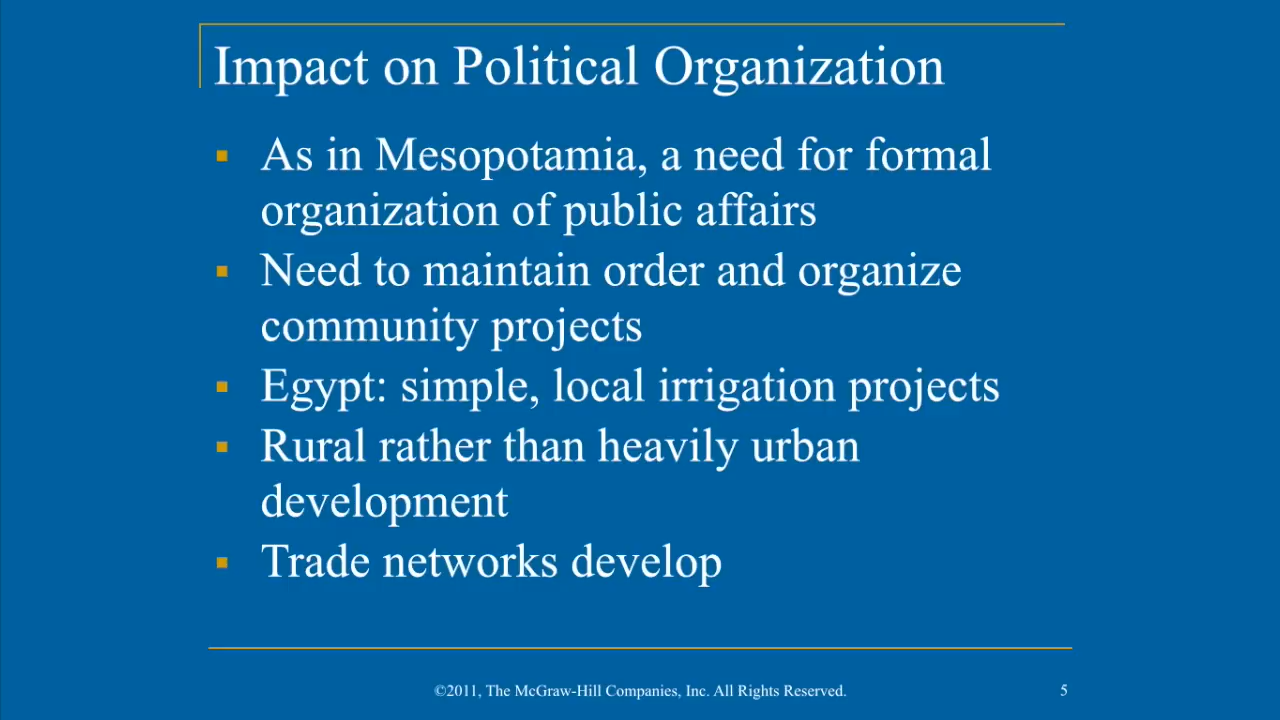 Impact on Political Organization
▪ As in Mesopotamia, a need for formal
organization of public affairs
▪ Need to maintain order and organize
community projects
▪ Egypt: simple, local irrigation projects
▪ Rural rather than heavily urban
development
▪ Trade networks develop
©2011, The McGraw-Hill Companies, Inc. All Rights Reserved.
5